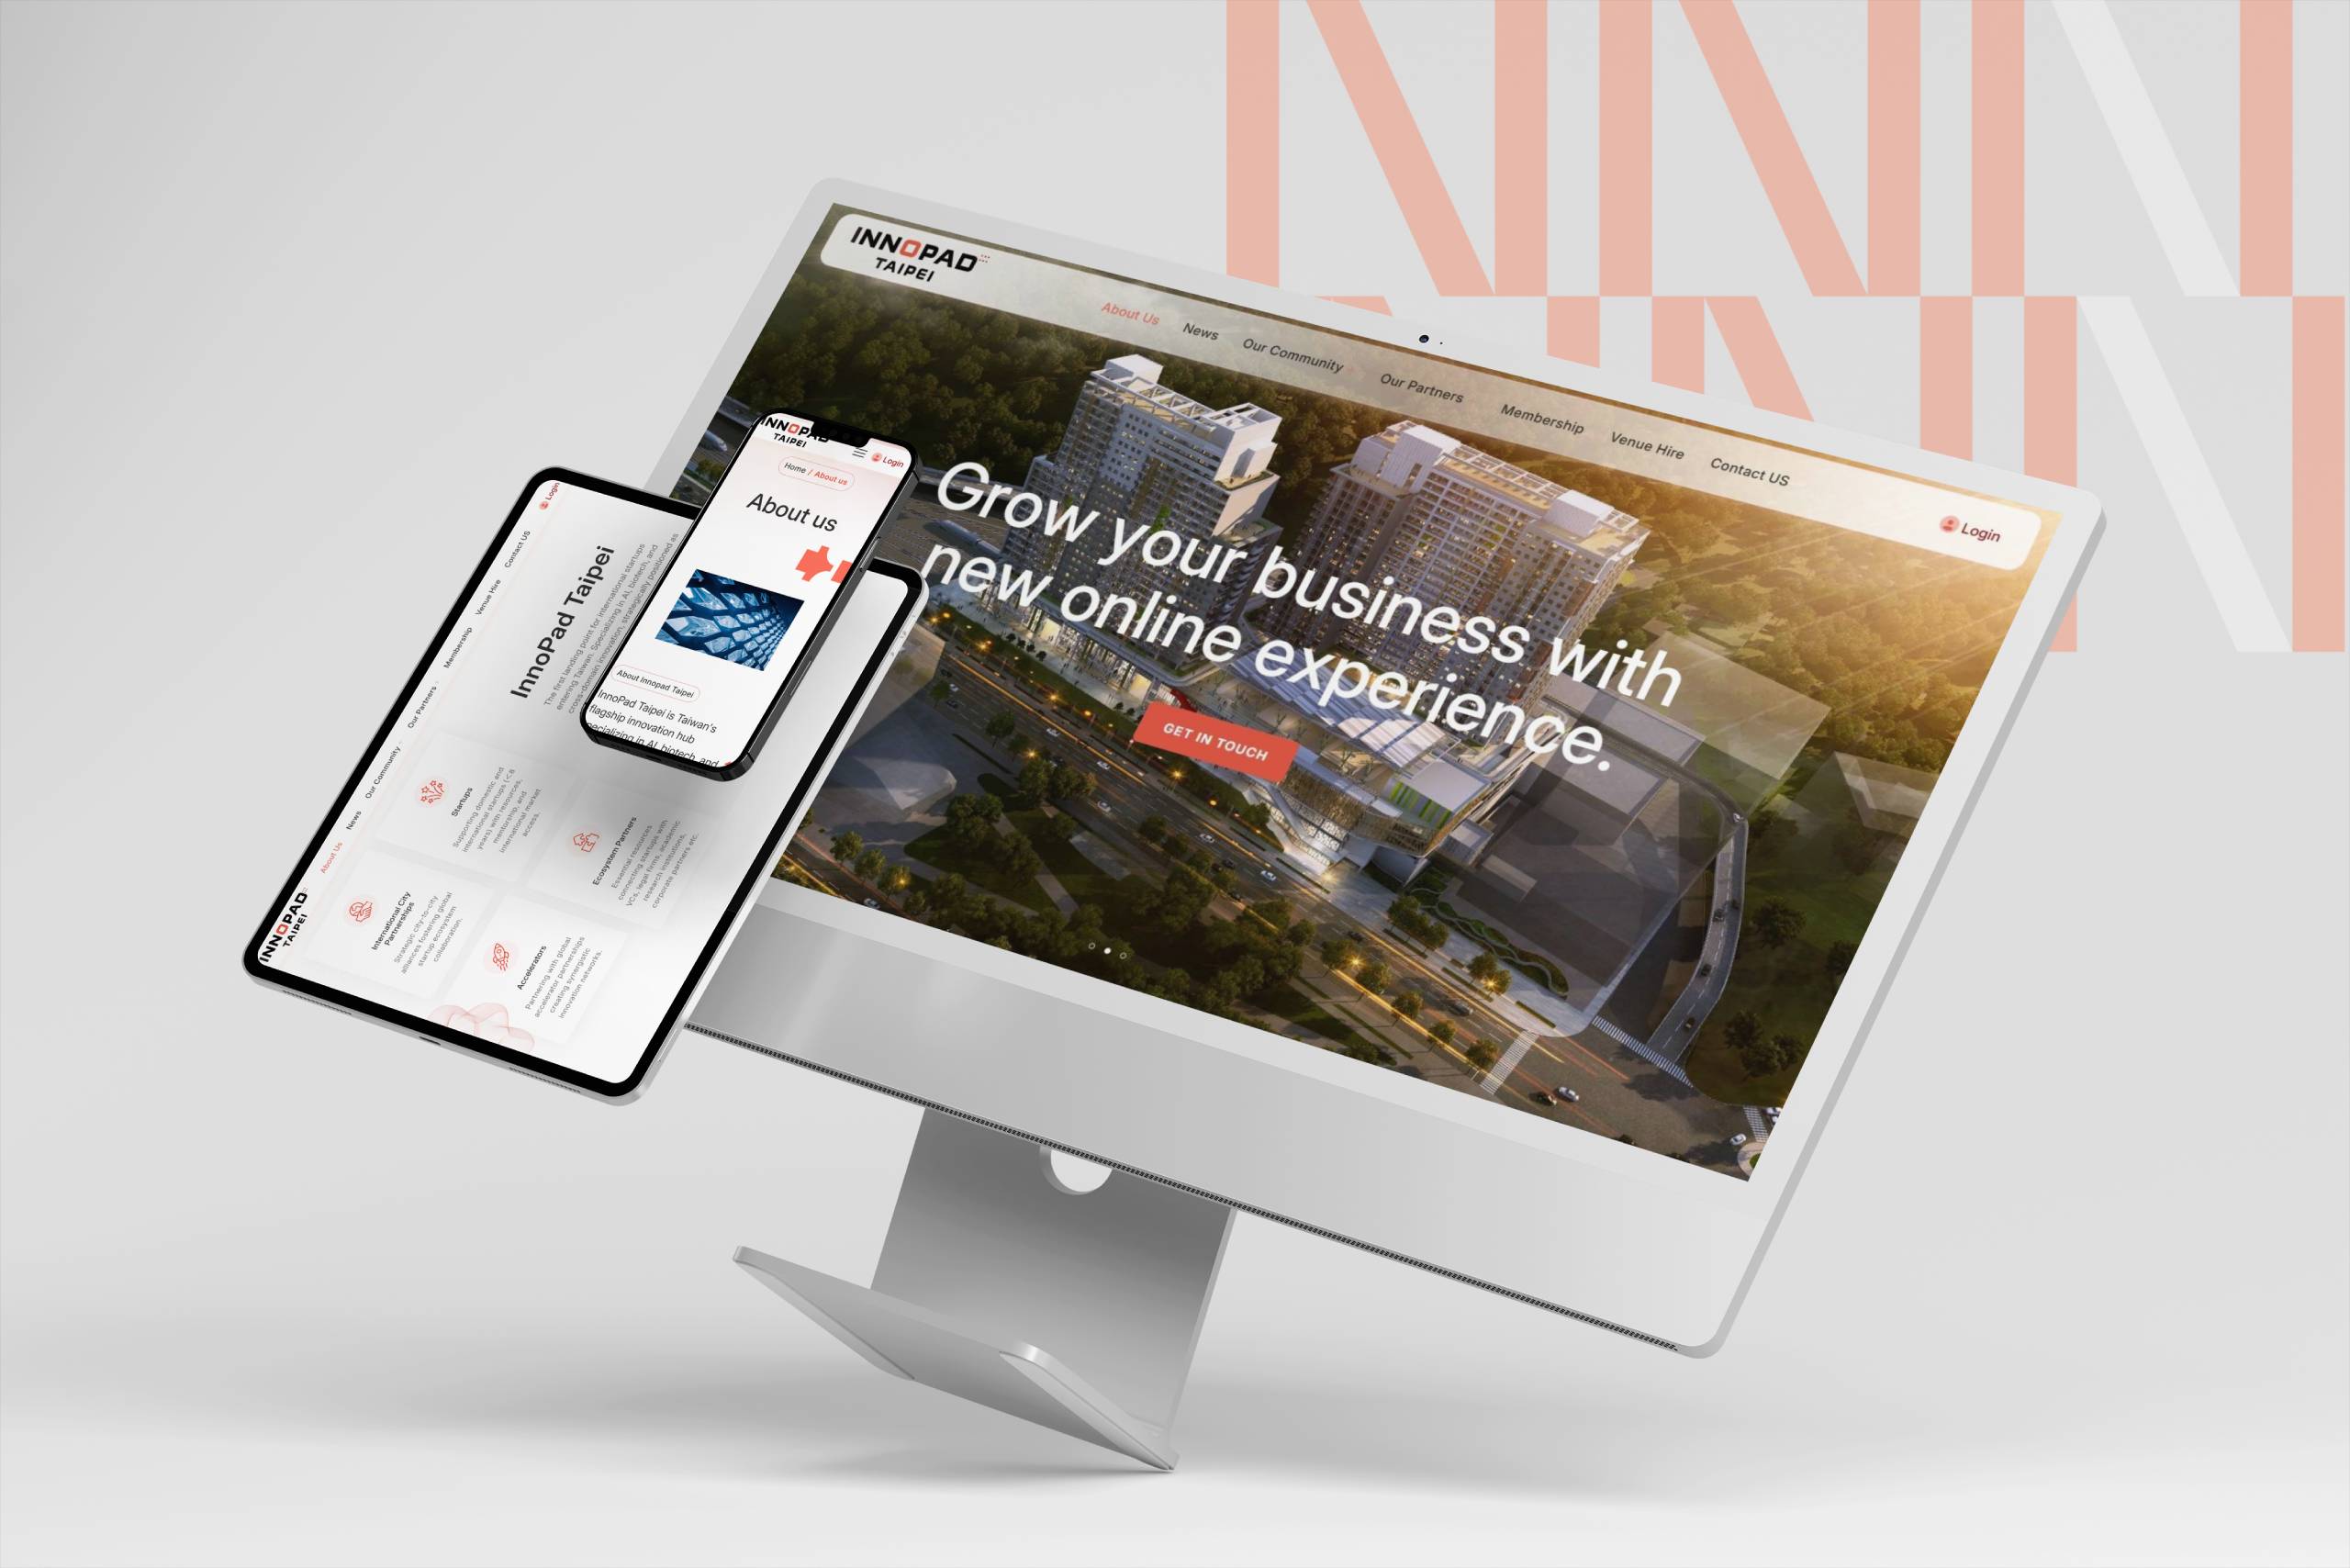 INNOPAD
TAIPEI
About Us
News
Our Community
Our Partners
Membership
Venue Hire
Contact US
Login
Grow your business with
new online experience.
GET IN TOUCH
INNOPAD
TAIPEI
Login
Home / About us
About us
About Innopad Taipei
InnoPad Taipei is Taiwan's
flagship innovation hub
specializing in AI, biotech, and
INNOPAD
TAIPEI
About Us
News
Our Community
Our Partners
Membership
Venue Hire
Contact US
Login
InnoPad Taipei
The first landing point for international startups
entering Taiwan. Specializing in AI, biotech, and
cross-domain innovation, strategically positioned as
Startups
Supporting domestic and
international startups (<8
years) with resources,
mentorship, and
international market
access.
Ecosystem Partners
Essential resources
connecting startups with
VCs, legal firms, academic
research institutions,
corporate partners etc.
International City
Partnerships
Strategic city-to-city
alliances fostering global
startup ecosystem
collaboration.
Accelerators
Partnering with global
accelerator partnerships
creating synergistic
innovation networks.